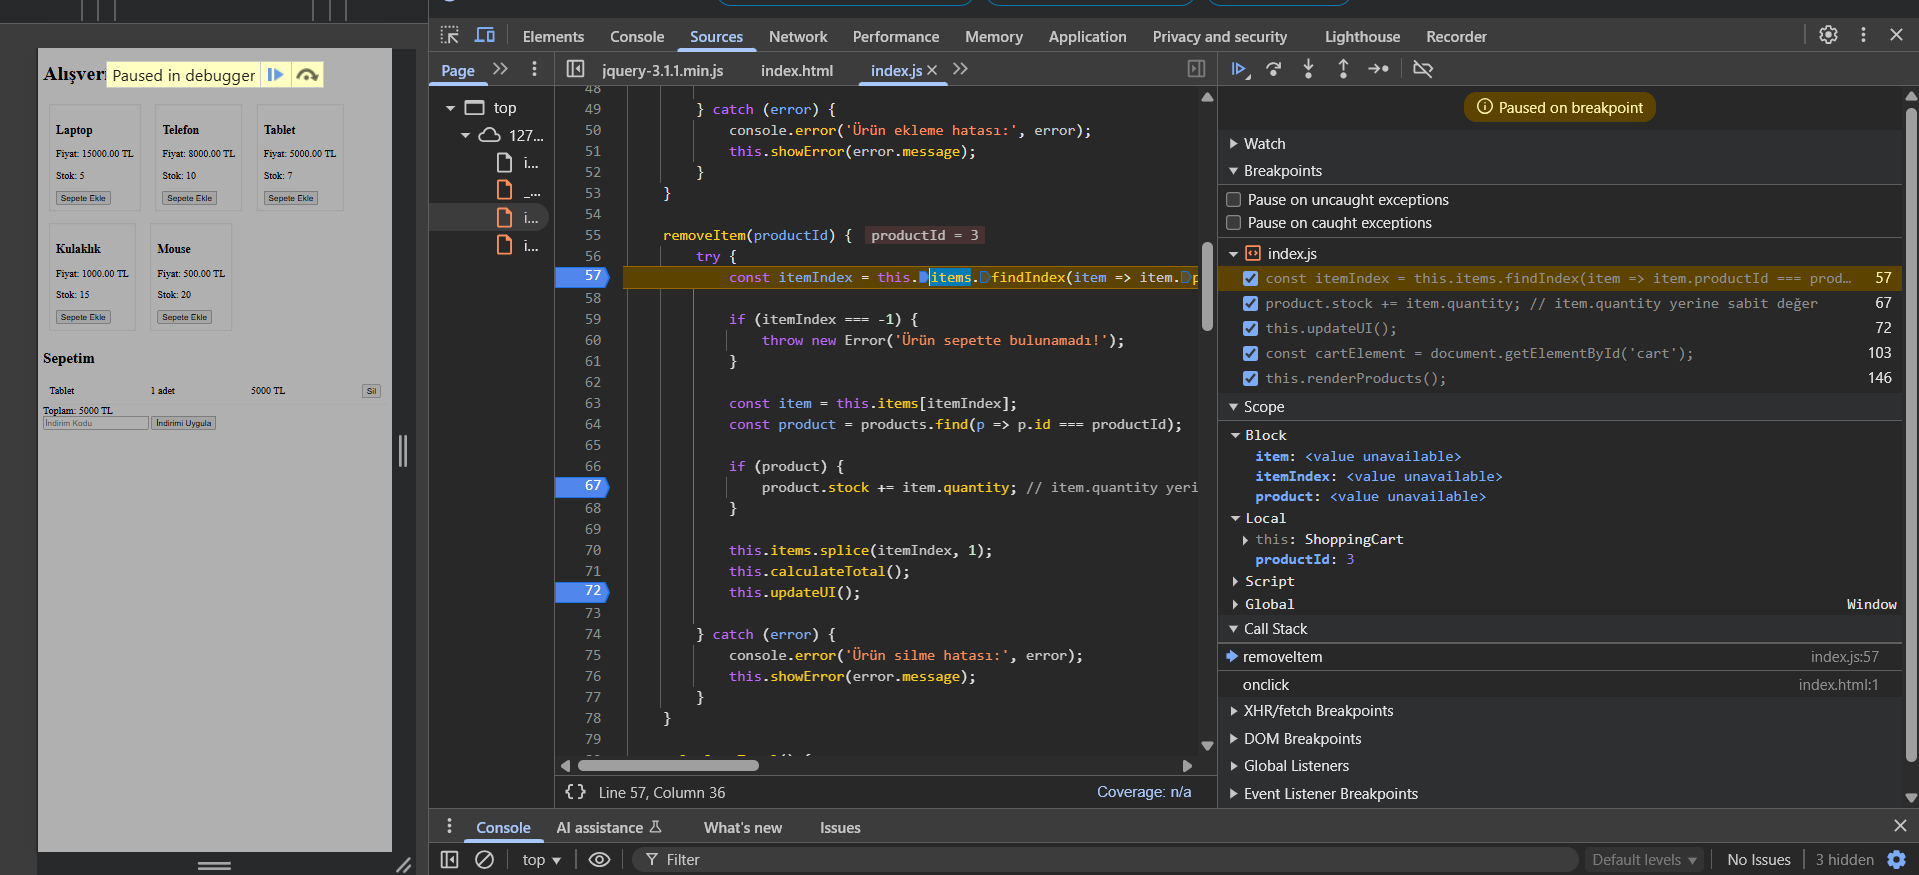 Elements Console Sources Network Performance Memory Application Privacy and security Lighthouse Recorder
Page jquery-3.1.1.min.js index.html index.js
Paused in debugger
Alışveri
Laptop
Fiyat: 15000.00 TL
Stok: 5
Sepete Ekle
Telefon
Fiyat: 8000.00 TL
Stok: 10
Sepete Ekle
Tablet
Fiyat: 5000.00 TL
Stok: 7
Sepete Ekle
Kulaklık
Fiyat: 1000.00 TL
Stok: 15
Sepete Ekle
Mouse
Fiyat: 500.00 TL
Stok: 20
Sepete Ekle
Sepetim
Tablet 1 adet 5000 TL Sil
Toplam: 5000 TL
İndirim Kodu İndirimi Uygula
top
127...
i...
_...
i...
i...
48
49 } catch (error) {
50 console.error('Ürün ekleme hatası:', error);
51 this.showError(error.message);
52 }
53 }
54
55 removeItem(productId) { productId = 3
56 try {
57 const itemIndex = this.items.findIndex(item => item.p
58
59 if (itemIndex === -1) {
60 throw new Error('Ürün sepette bulunamadı!');
61 }
62
63 const item = this.items[itemIndex];
64 const product = products.find(p => p.id === productId);
65
66 if (product) {
67 product.stock += item.quantity; // item.quantity yeri
68 }
69
70 this.items.splice(itemIndex, 1);
71 this.calculateTotal();
72 this.updateUI();
73
74 } catch (error) {
75 console.error('Ürün silme hatası:', error);
76 this.showError(error.message);
77 }
78 }
79
{} Line 57, Column 36 Coverage: n/a
Paused on breakpoint
Watch
Breakpoints
Pause on uncaught exceptions
Pause on caught exceptions
index.js
const itemIndex = this.items.findIndex(item => item.productId === prod... 57
product.stock += item.quantity; // item.quantity yerine sabit değer 67
this.updateUI(); 72
const cartElement = document.getElementById('cart'); 103
this.renderProducts(); 146
Scope
Block
item: <value unavailable>
itemIndex: <value unavailable>
product: <value unavailable>
Local
this: ShoppingCart
productId: 3
Script
Global Window
Call Stack
removeItem index.js:57
onclick index.html:1
XHR/fetch Breakpoints
DOM Breakpoints
Global Listeners
Event Listener Breakpoints
Console AI assistance What's new Issues
top Filter Default levels No Issues 3 hidden